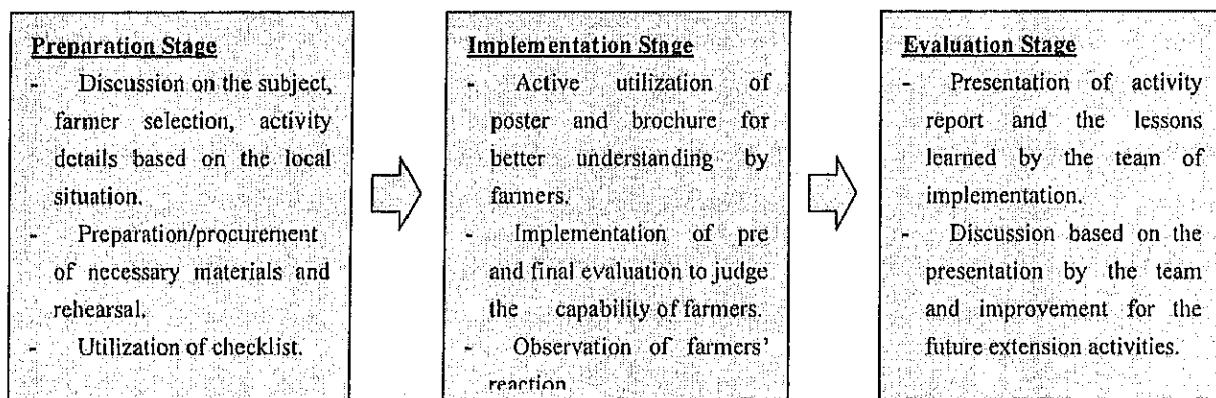 Preparation Stage
- Discussion on the subject,
farmer selection, activity
details based on the local
situation.
- Preparation/procurement
of necessary materials and
rehearsal.
- Utilization of checklist.
Implementation Stage
- Active utilization of
poster and brochure for
better understanding by
farmers.
- Implementation of pre
and final evaluation to judge
the capability of farmers.
- Observation of farmers'
reaction
Evaluation Stage
- Presentation of activity
report and the lessons
learned by the team of
implementation.
- Discussion based on the
presentation by the team
and improvement for the
future extension activities.